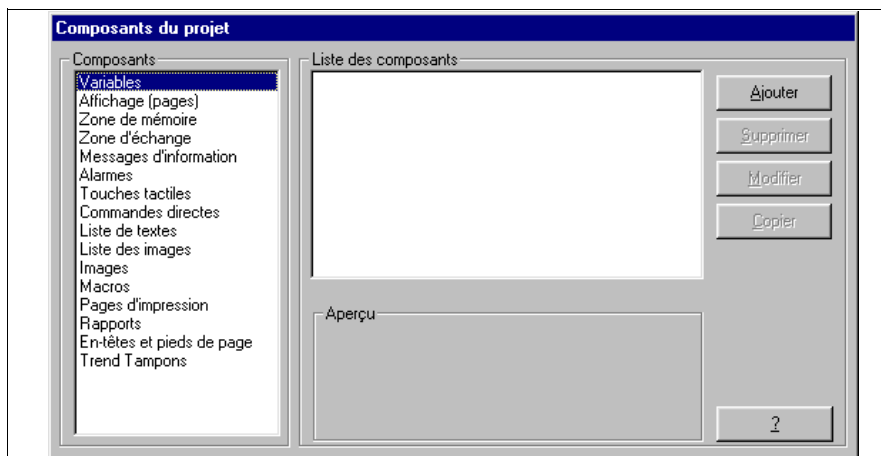 Composants du projet
Composants
Variables
Affichage (pages)
Zone de mémoire
Zone d'échange
Messages d'information
Alarmes
Touches tactiles
Commandes directes
Liste de textes
Liste des images
Images
Macros
Pages d'impression
Rapports
En-têtes et pieds de page
Trend Tampons
Liste des composants
Aperçu
Ajouter
Supprimer
Modifier
Copier
?